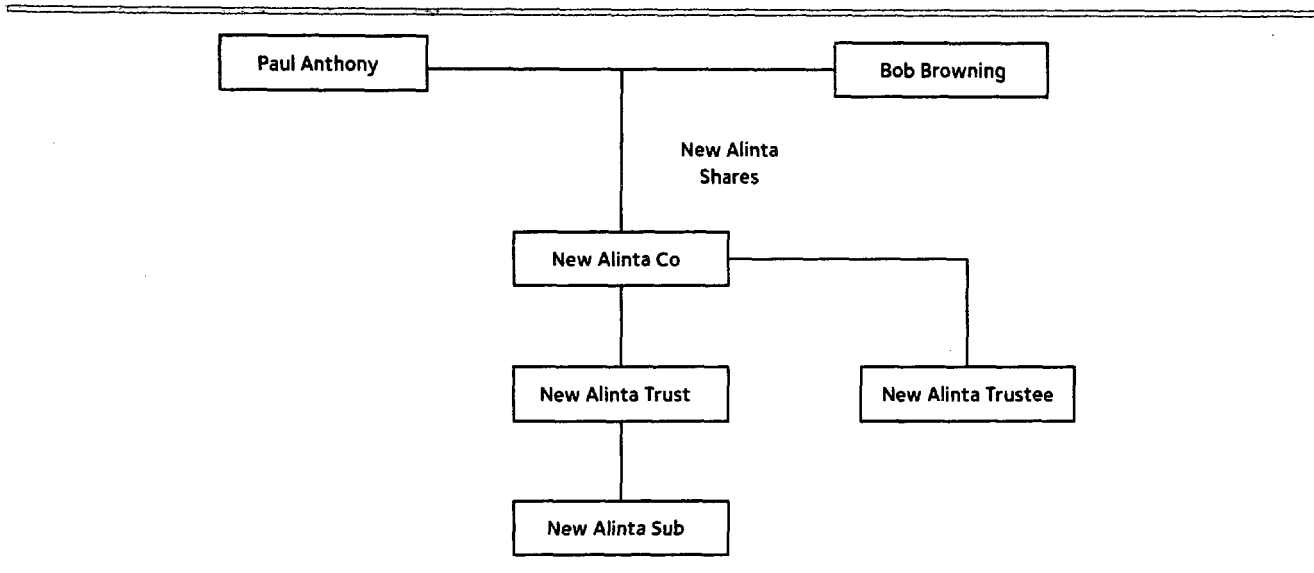 Paul Anthony
Bob Browning
New Alinta
Shares
New Alinta Co
New Alinta Trust
New Alinta Trustee
New Alinta Sub